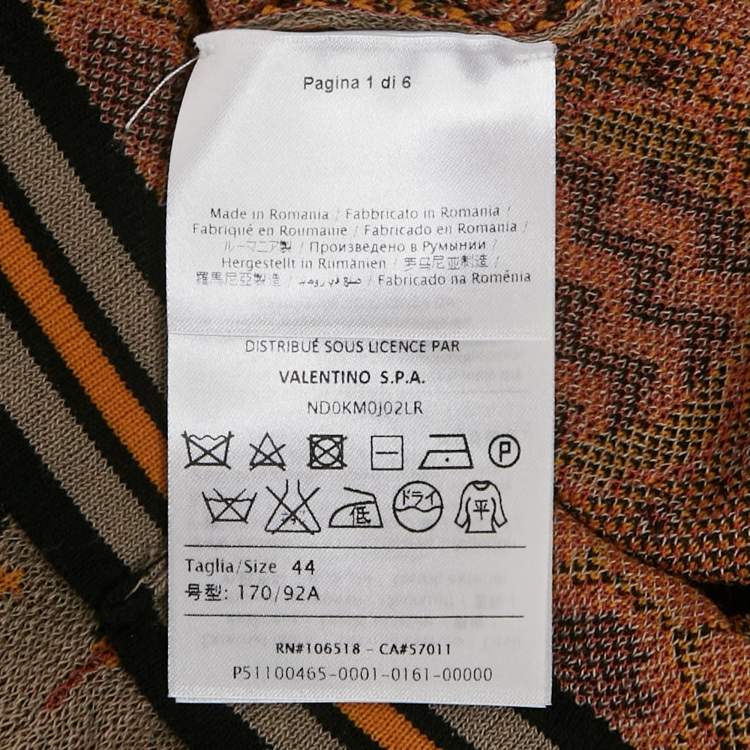 Pagina 1 di 6
Made in Romania / Fabbricato in Romania /
Fabriqué en Roumanie / Fabricado en Romania /
ルーマニア製 / Произведено в Румынии /
Hergestellt in Rumänien / 罗马尼亚制造 /
羅馬尼亞製造 / صنع في رومانيا / Fabricado na Roménia
DISTRIBUÉ SOUS LICENCE PAR
VALENTINO S.P.A.
ND0KM0J02LR
P
低 ドライ 平
Taglia/Size 44
号型: 170/92A
RN#106518 – CA#57011
P51100465-0001-0161-00000